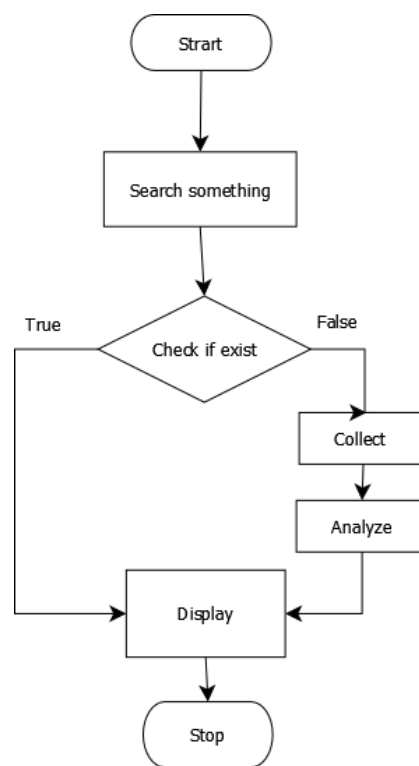 Strart
Search something
True
False
Check if exist
Collect
Analyze
Display
Stop